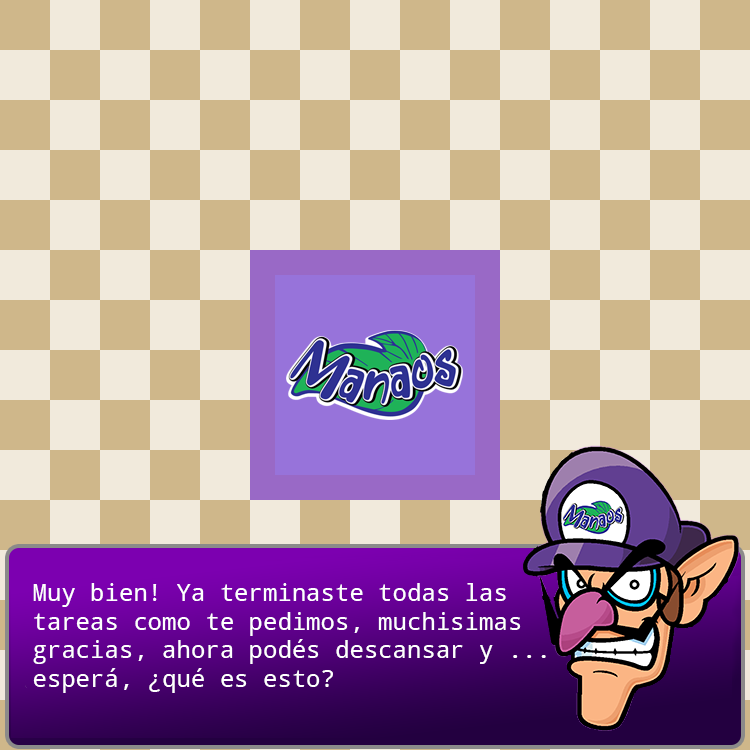 Manaos
Manaos
Muy bien! Ya terminaste todas las
tareas como te pedimos, muchisimas
gracias, ahora podés descansar y ...
esperá, ¿qué es esto?